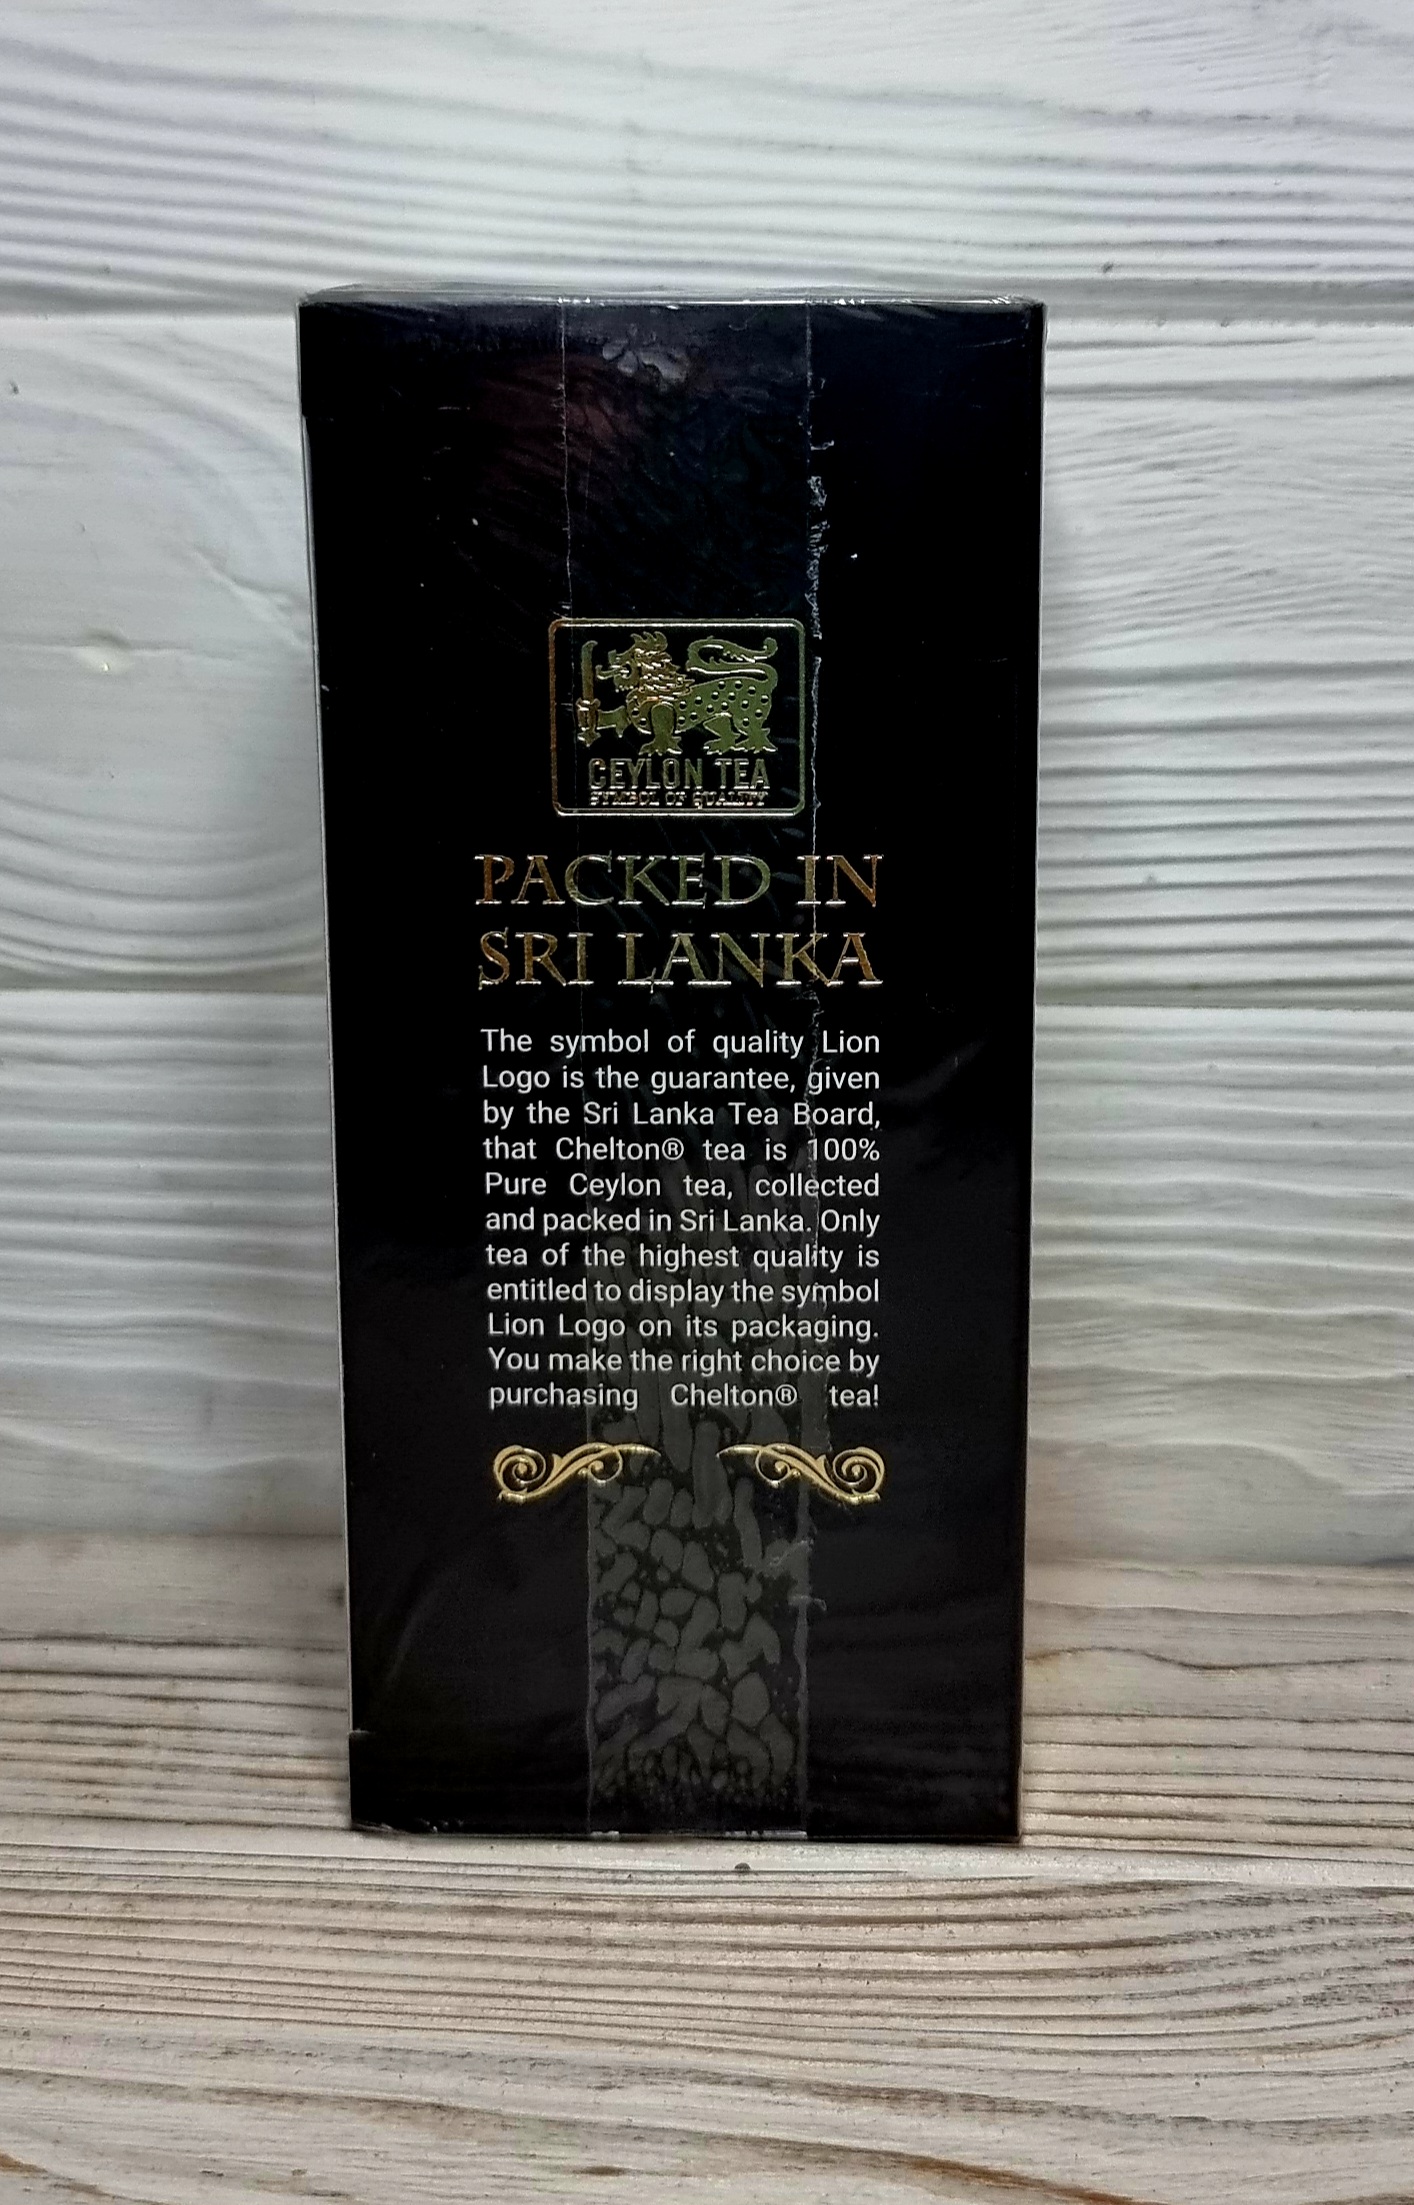 CEYLON TEA
SYMBOL OF QUALITY
PACKED IN
SRI LANKA
The symbol of quality Lion
Logo is the guarantee, given
by the Sri Lanka Tea Board,
that Chelton® tea is 100%
Pure Ceylon tea, collected
and packed in Sri Lanka. Only
tea of the highest quality is
entitled to display the symbol
Lion Logo on its packaging.
You make the right choice by
purchasing Chelton® tea!